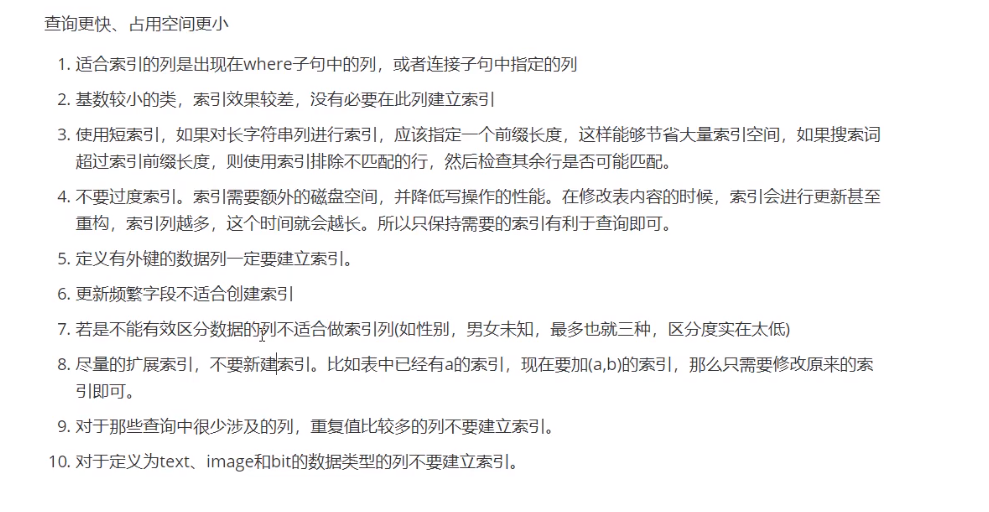 查询更快、占用空间更小
1. 适合索引的列是出现在where子句中的列，或者连接子句中指定的列
2. 基数较小的类，索引效果较差，没有必要在此列建立索引
3. 使用短索引，如果对长字符串列进行索引，应该指定一个前缀长度，这样能够节省大量索引空间，如果搜索词
超过索引前缀长度，则使用索引排除不匹配的行，然后检查其余行是否可能匹配。
4. 不要过度索引。索引需要额外的磁盘空间，并降低写操作的性能。在修改表内容的时候，索引会进行更新甚至
重构，索引列越多，这个时间就会越长。所以只保持需要的索引有利于查询即可。
5. 定义有外键的数据列一定要建立索引。
6. 更新频繁字段不适合创建索引
7. 若是不能有效区分数据的列不适合做索引列(如性别，男女未知，最多也就三种，区分度实在太低)
8. 尽量的扩展索引，不要新建索引。比如表中已经有a的索引，现在要加(a,b)的索引，那么只需要修改原来的索
引即可。
9. 对于那些查询中很少涉及的列，重复值比较多的列不要建立索引。
10. 对于定义为text、image和bit的数据类型的列不要建立索引。